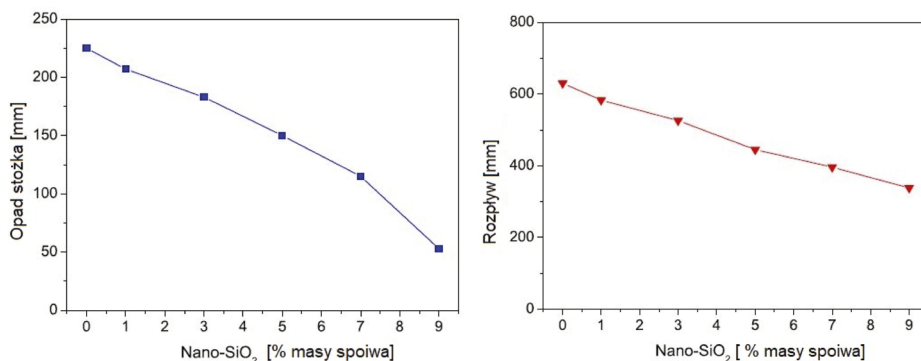 250
200
150
100
50
0
Opad stożka [mm]
0 1 3 4 5 6 7 8 9
Nano-SiO2 [% masy spoiwa]
800
600
400
200
0
Rozpływ [mm]
0 1 3 4 5 6 7 8 9
Nano-SiO2 [ % masy spoiwa]